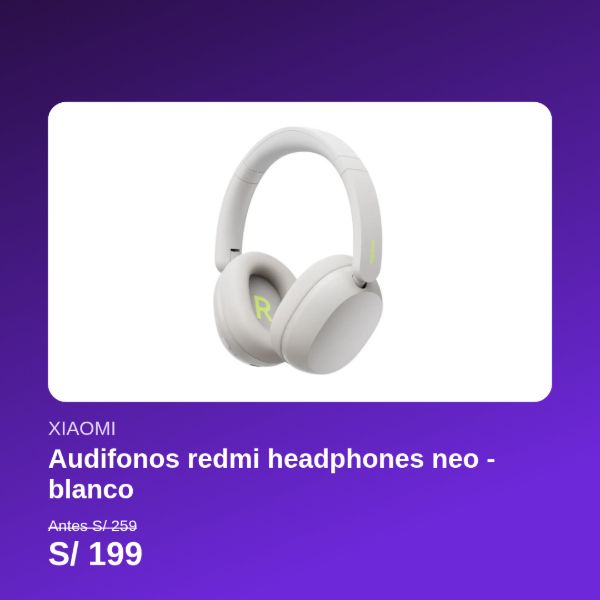 R
XIAOMI
Audifonos redmi headphones neo -
blanco
Antes S/ 259
S/ 199